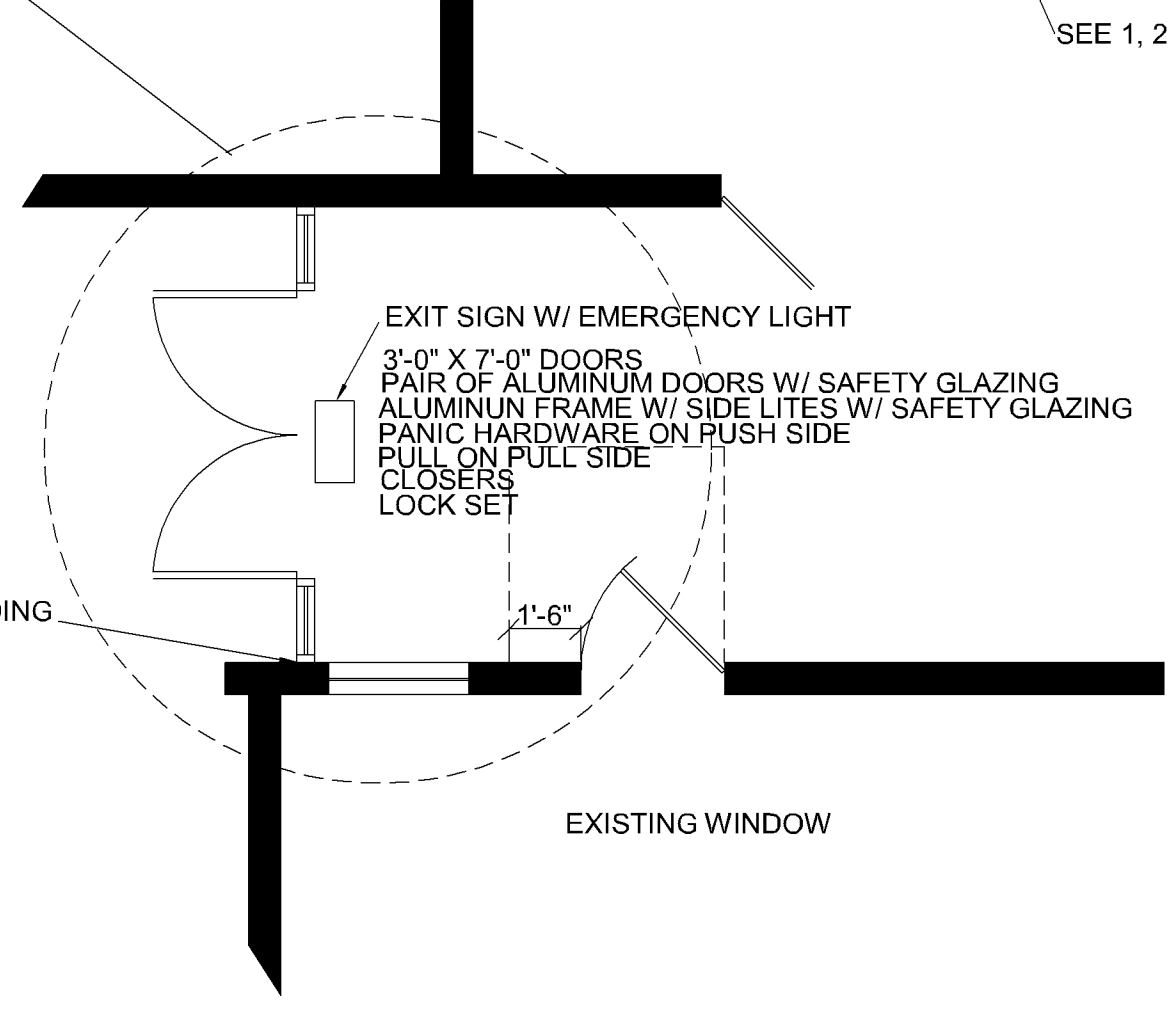 SEE 1, 2
EXIT SIGN W/ EMERGENCY LIGHT
3'-0" X 7'-0" DOORS
PAIR OF ALUMINUM DOORS W/ SAFETY GLAZING
ALUMINUN FRAME W/ SIDE LITES W/ SAFETY GLAZING
PANIC HARDWARE ON PUSH SIDE
PULL ON PULL SIDE
CLOSERS
LOCK SET
1'-6"
EXISTING WINDOW